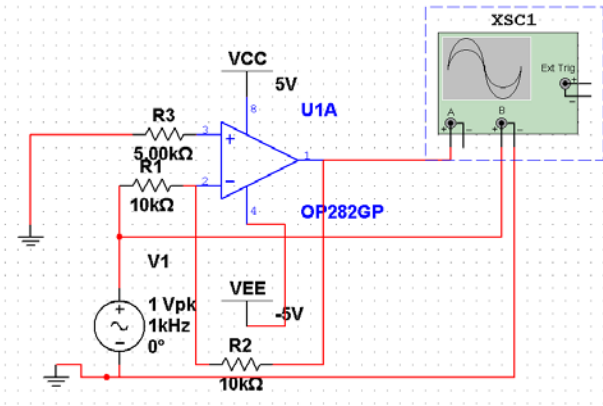 XSC1
Ext Trig
+
−
A
B
+ − + −
VCC
5V
8
U1A
R3
3
5.00kΩ
+
1
R1
2
−
10kΩ
4
OP282GP
V1
VEE
-5V
+
1 Vpk
1kHz
0°
−
R2
10kΩ